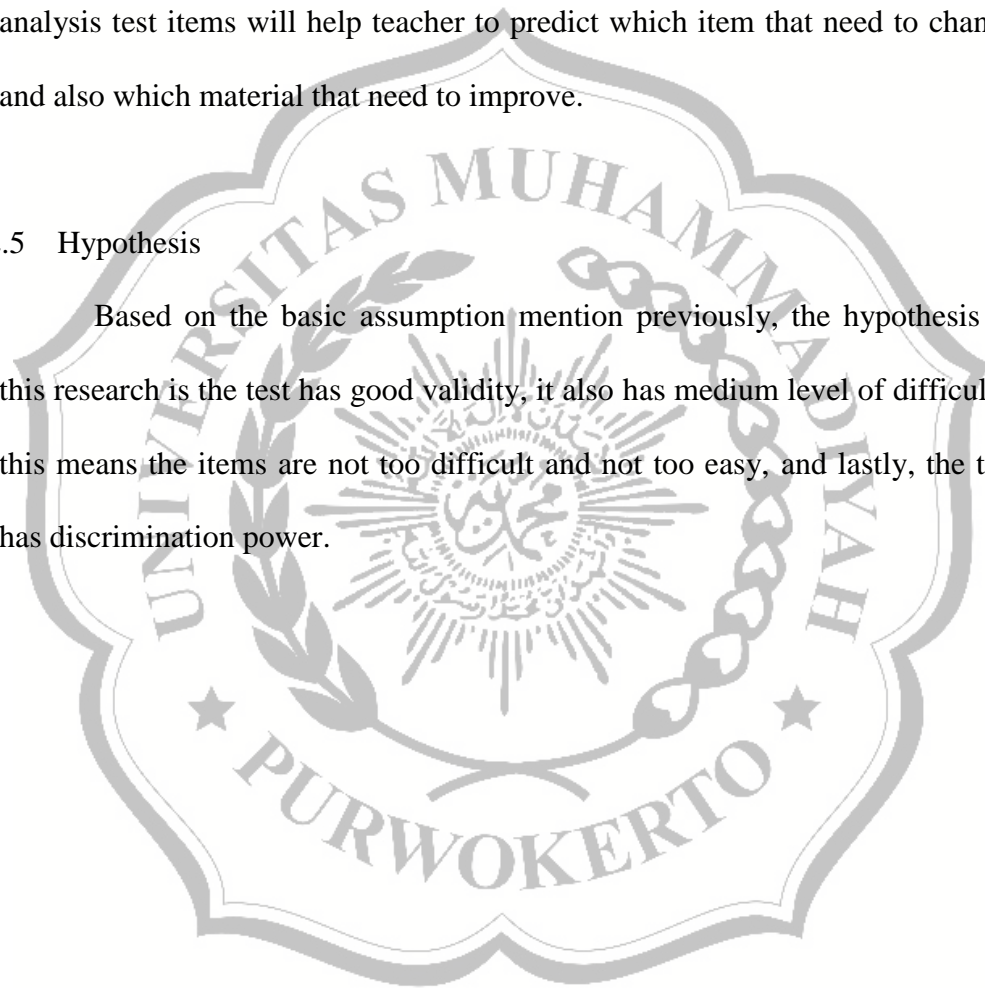 analysis test items will help teacher to predict which item that need to chan
and also which material that need to improve.
.5 Hypothesis
Based on the basic assumption mention previously, the hypothesis
this research is the test has good validity, it also has medium level of difficul
this means the items are not too difficult and not too easy, and lastly, the t
has discrimination power.
UNIVERSITAS MUHAMMADIYAH
PURWOKERTO